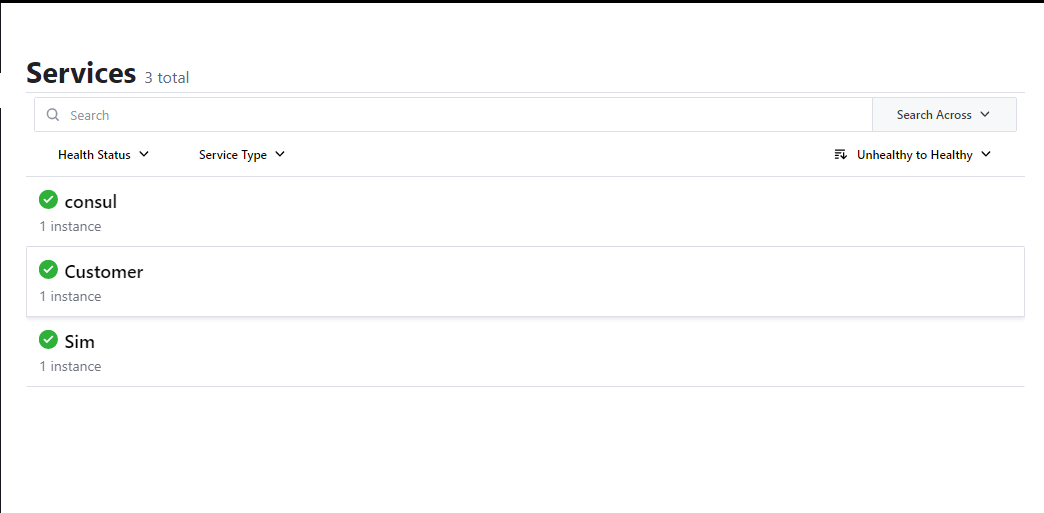 Services 3 total
Search Search Across
Health Status Service Type Unhealthy to Healthy
consul
1 instance
Customer
1 instance
Sim
1 instance